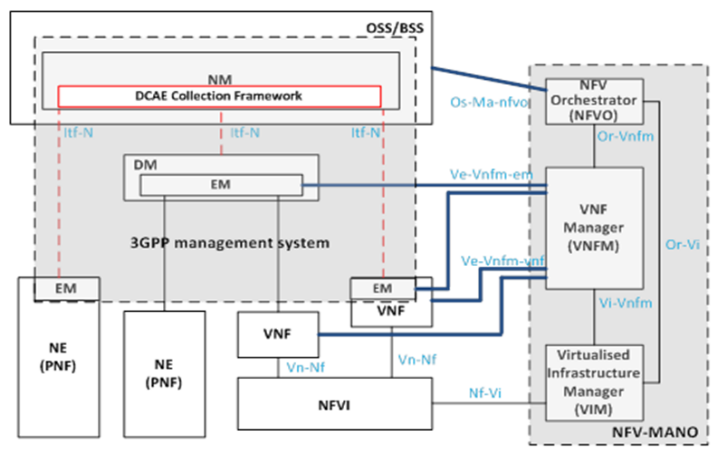 OSS/BSS
NM
DCAE Collection Framework
Itf-N
Itf-N
Itf-N
DM
EM
3GPP management system
EM
NE
(PNF)
NE
(PNF)
VNF
EM
VNF
Vn-Nf
Vn-Nf
NFVI
Os-Ma-nfvo
Ve-Vnfm-em
Ve-Vnfm-vnf
Nf-Vi
NFV
Orchestrator
(NFVO)
Or-Vnfm
VNF
Manager
(VNFM)
Or-Vi
Vi-Vnfm
Virtualised
Infrastructure
Manager
(VIM)
NFV-MANO